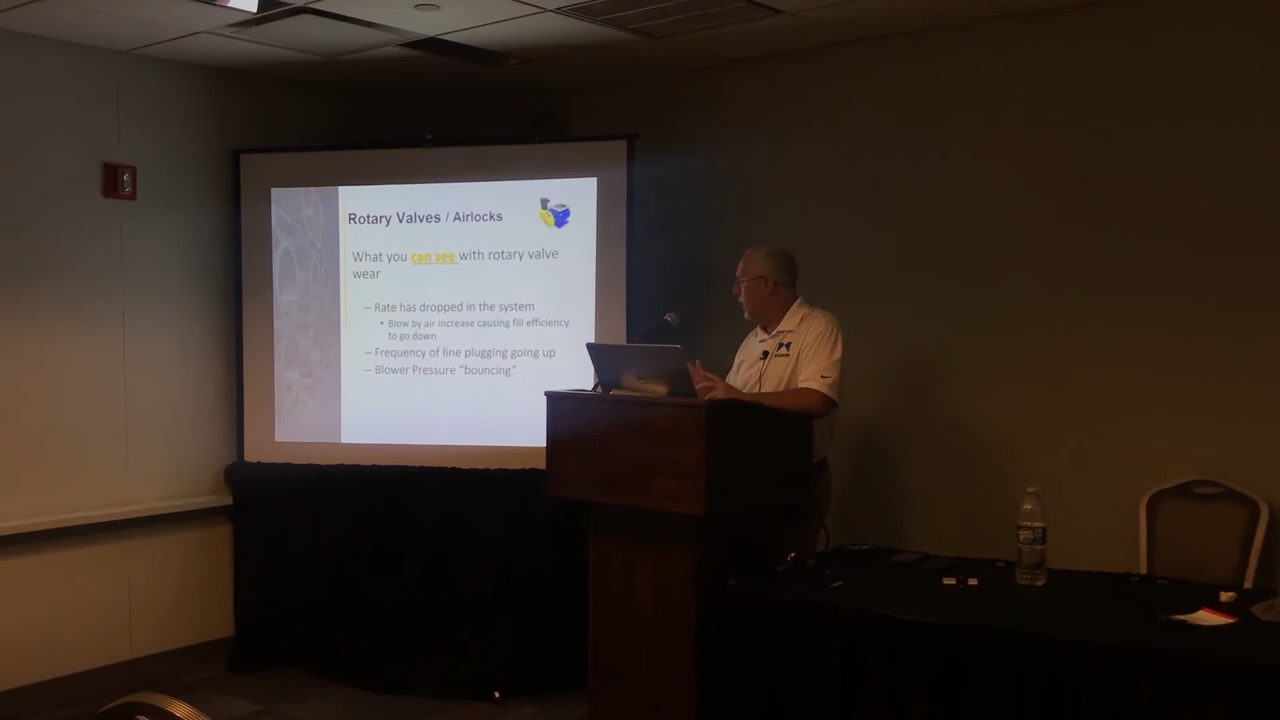 Rotary Valves / Airlocks
What you can see with rotary valve
wear
– Rate has dropped in the system
• Blow by air increase causing fill efficiency
to go down
– Frequency of line plugging going up
– Blower Pressure "bouncing"